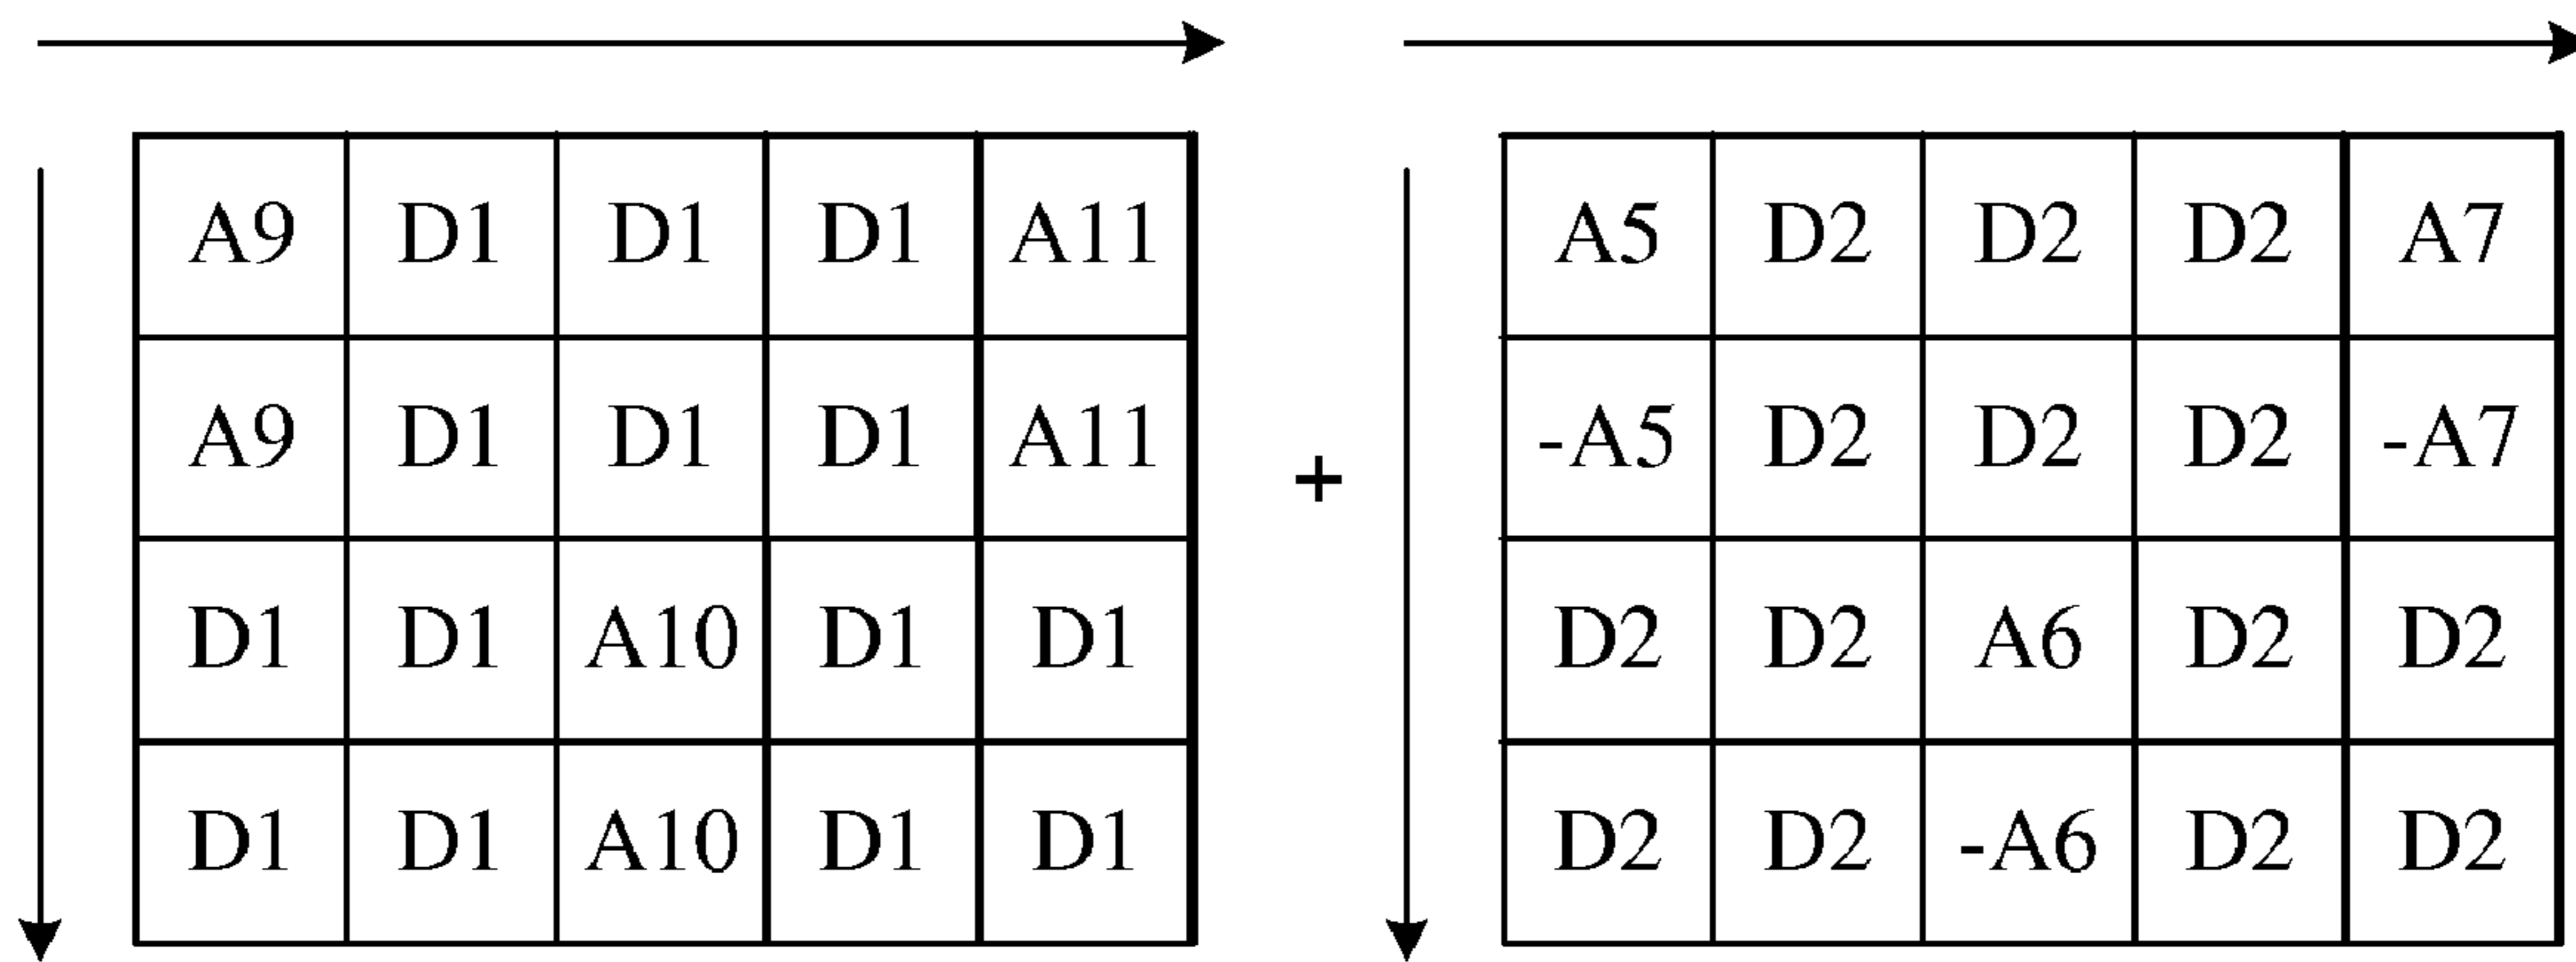 A9 D1 D1 D1 A11 A5 D2 D2 D2 A7
A9 D1 D1 D1 A11 -A5 D2 D2 D2 -A7
+
D1 D1 A10 D1 D1 D2 D2 A6 D2 D2
D1 D1 A10 D1 D1 D2 D2 -A6 D2 D2